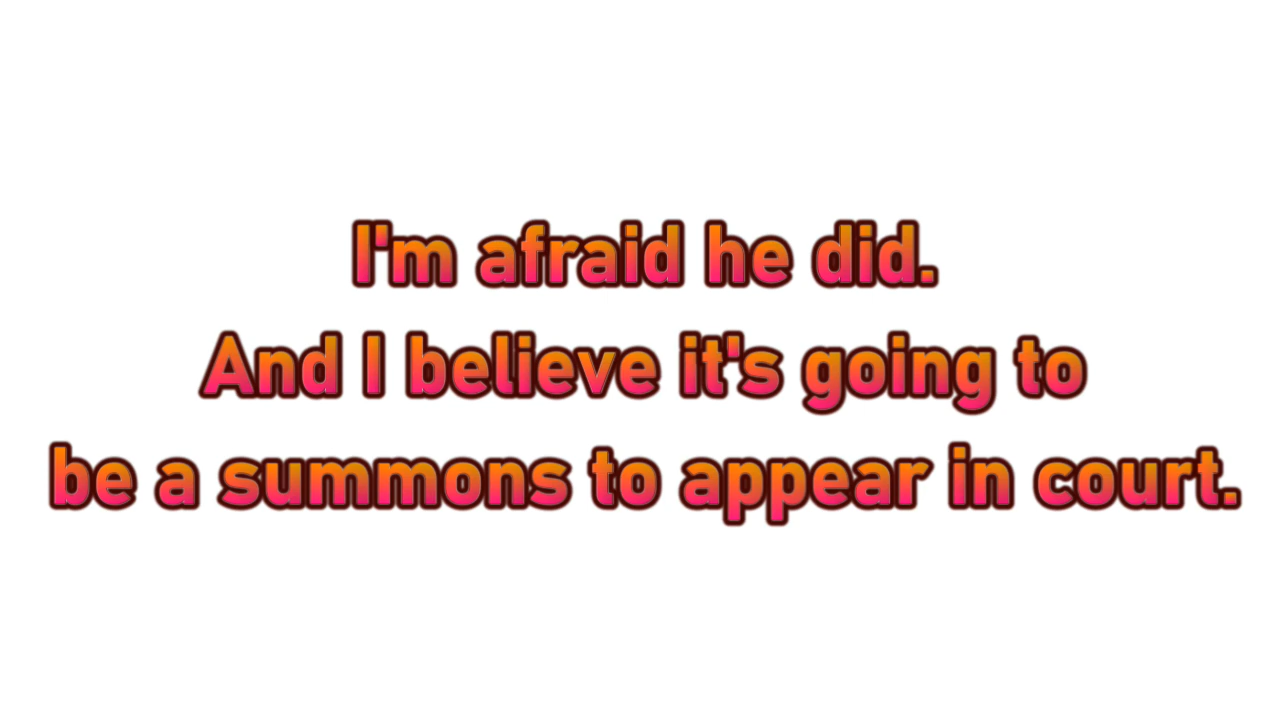 I'm afraid he did.
And I believe it's going to
be a summons to appear in court.